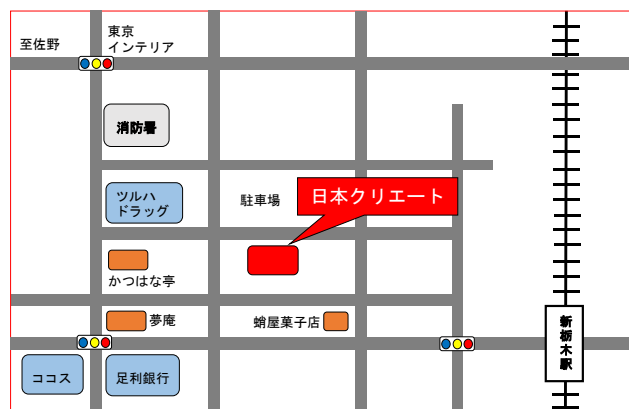 至佐野
東京
インテリア
消防署
ツルハ
ドラッグ
駐車場
日本クリエート
かつはな亭
夢庵
蛸屋菓子店
新栃木駅
ココス
足利銀行